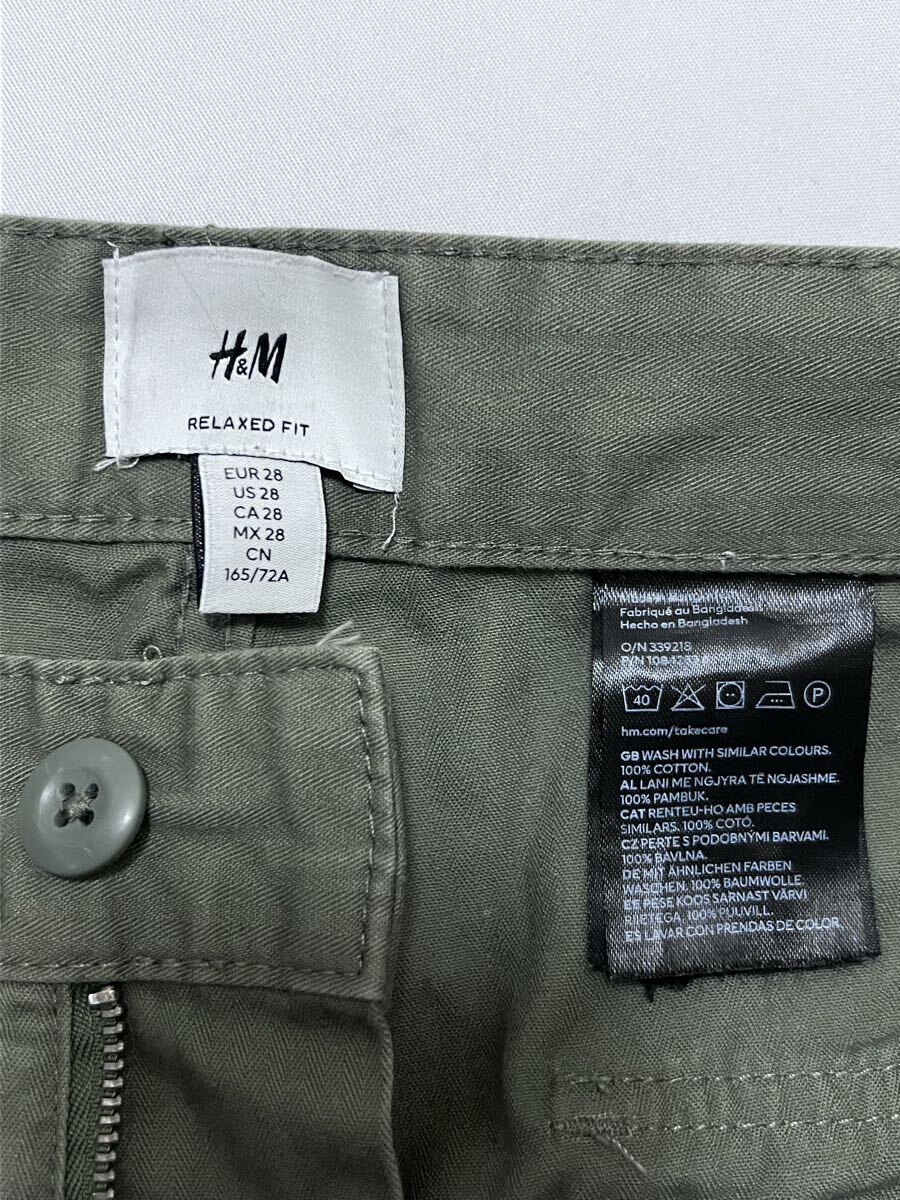 H&M
RELAXED FIT
EUR 28
US 28
CA 28
MX 28
CN
165/72A
Fabriqué au Bangladesh
Hecho en Bangladesh
O/N 339218
40
P
hm.com/takecare
GB WASH WITH SIMILAR COLOURS.
100% COTTON.
AL LANI ME NGJYRA TË NGJASHME.
100% PAMBUK.
CAT RENTEU-HO AMB PECES
SIMILARS. 100% COTÓ.
CZ PERTE S PODOBNÝMI BARVAMI.
100% BAVLNA.
DE MIT ÄHNLICHEN FARBEN
WASCHEN. 100% BAUMWOLLE.
EE PESE KOOS SARNAST VÄRVI
RIIETEGA. 100% PUUVILL.
ES LAVAR CON PRENDAS DE COLOR